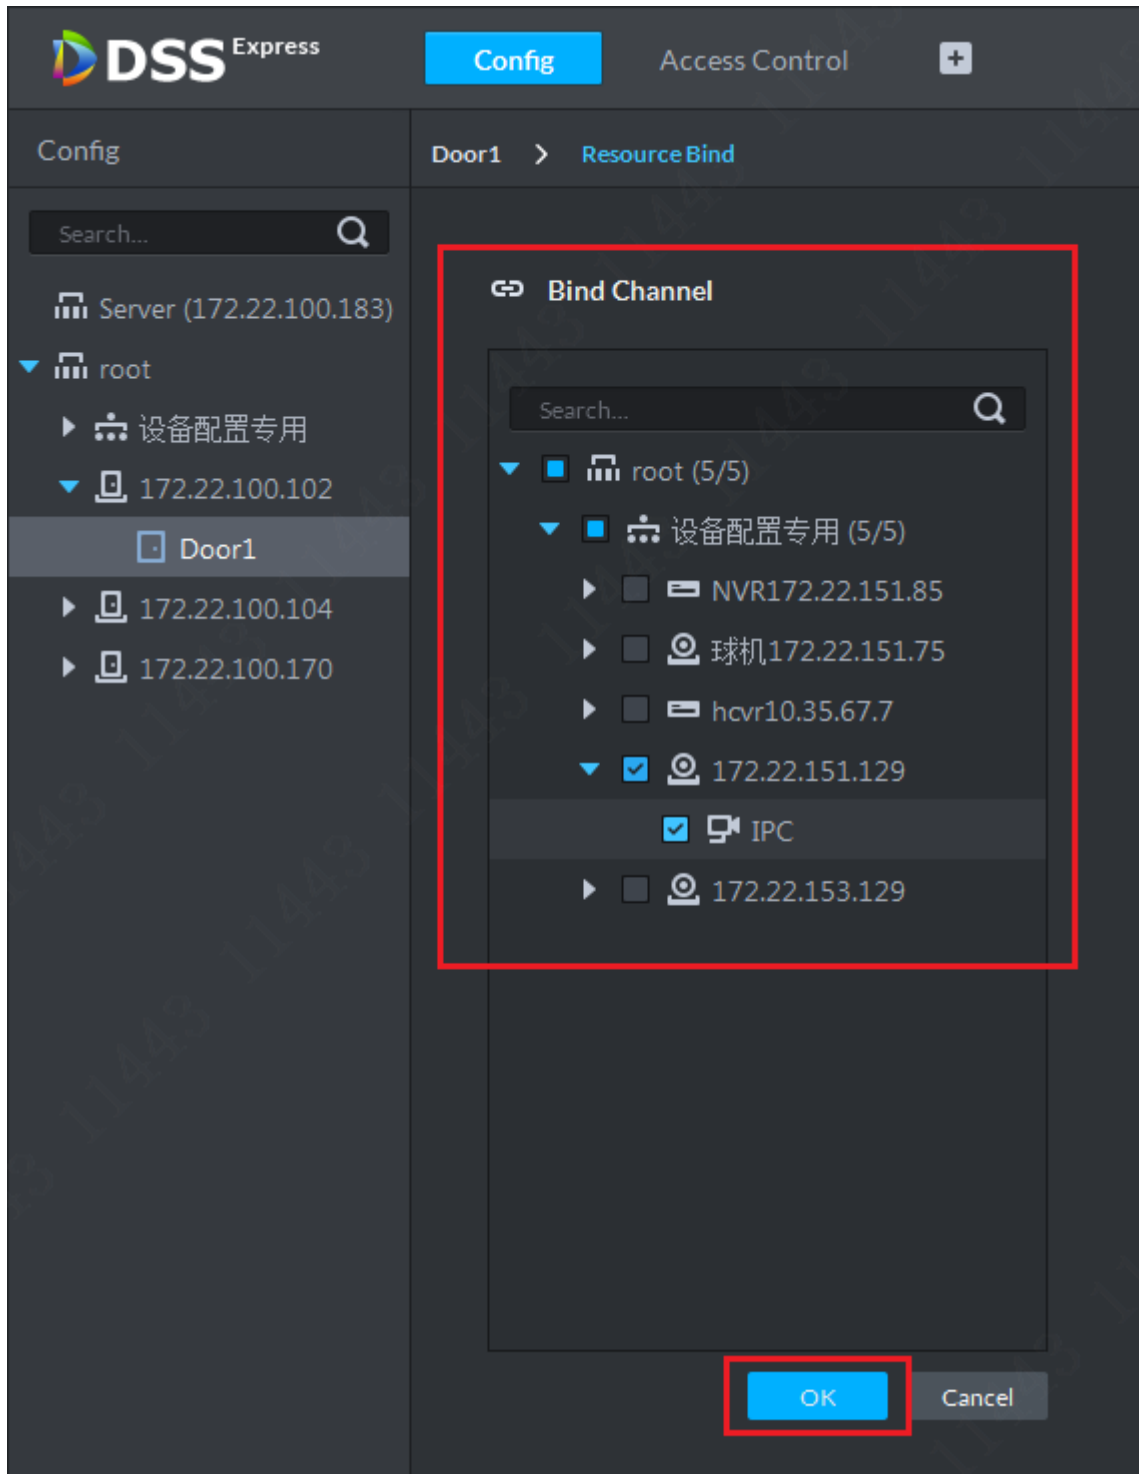 DSS Express
Config
Access Control
Config
Door1 > Resource Bind
Search...
Server (172.22.100.183)
root
设备配置专用
172.22.100.102
Door1
172.22.100.104
172.22.100.170
Bind Channel
Search...
root (5/5)
设备配置专用 (5/5)
NVR172.22.151.85
球机172.22.151.75
hcvr10.35.67.7
172.22.151.129
IPC
172.22.153.129
OK
Cancel
11443 11443